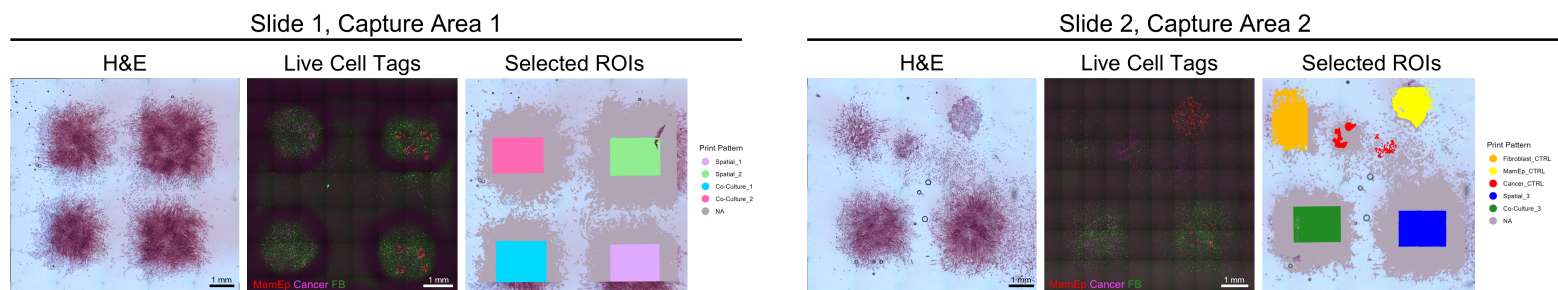 Slide 1, Capture Area 1
H&E
Live Cell Tags
Selected ROIs
1 mm
MamEp Cancer FB
1 mm
Print Pattern
Spatial_1
Spatial_2
Co-Culture_1
Co-Culture_2
NA
Slide 2, Capture Area 2
H&E
Live Cell Tags
Selected ROIs
1 mm
MamEp Cancer FB
1 mm
Print Pattern
Fibroblast_CTRL
MamEp_CTRL
Cancer_CTRL
Spatial_3
Co-Culture_3
NA